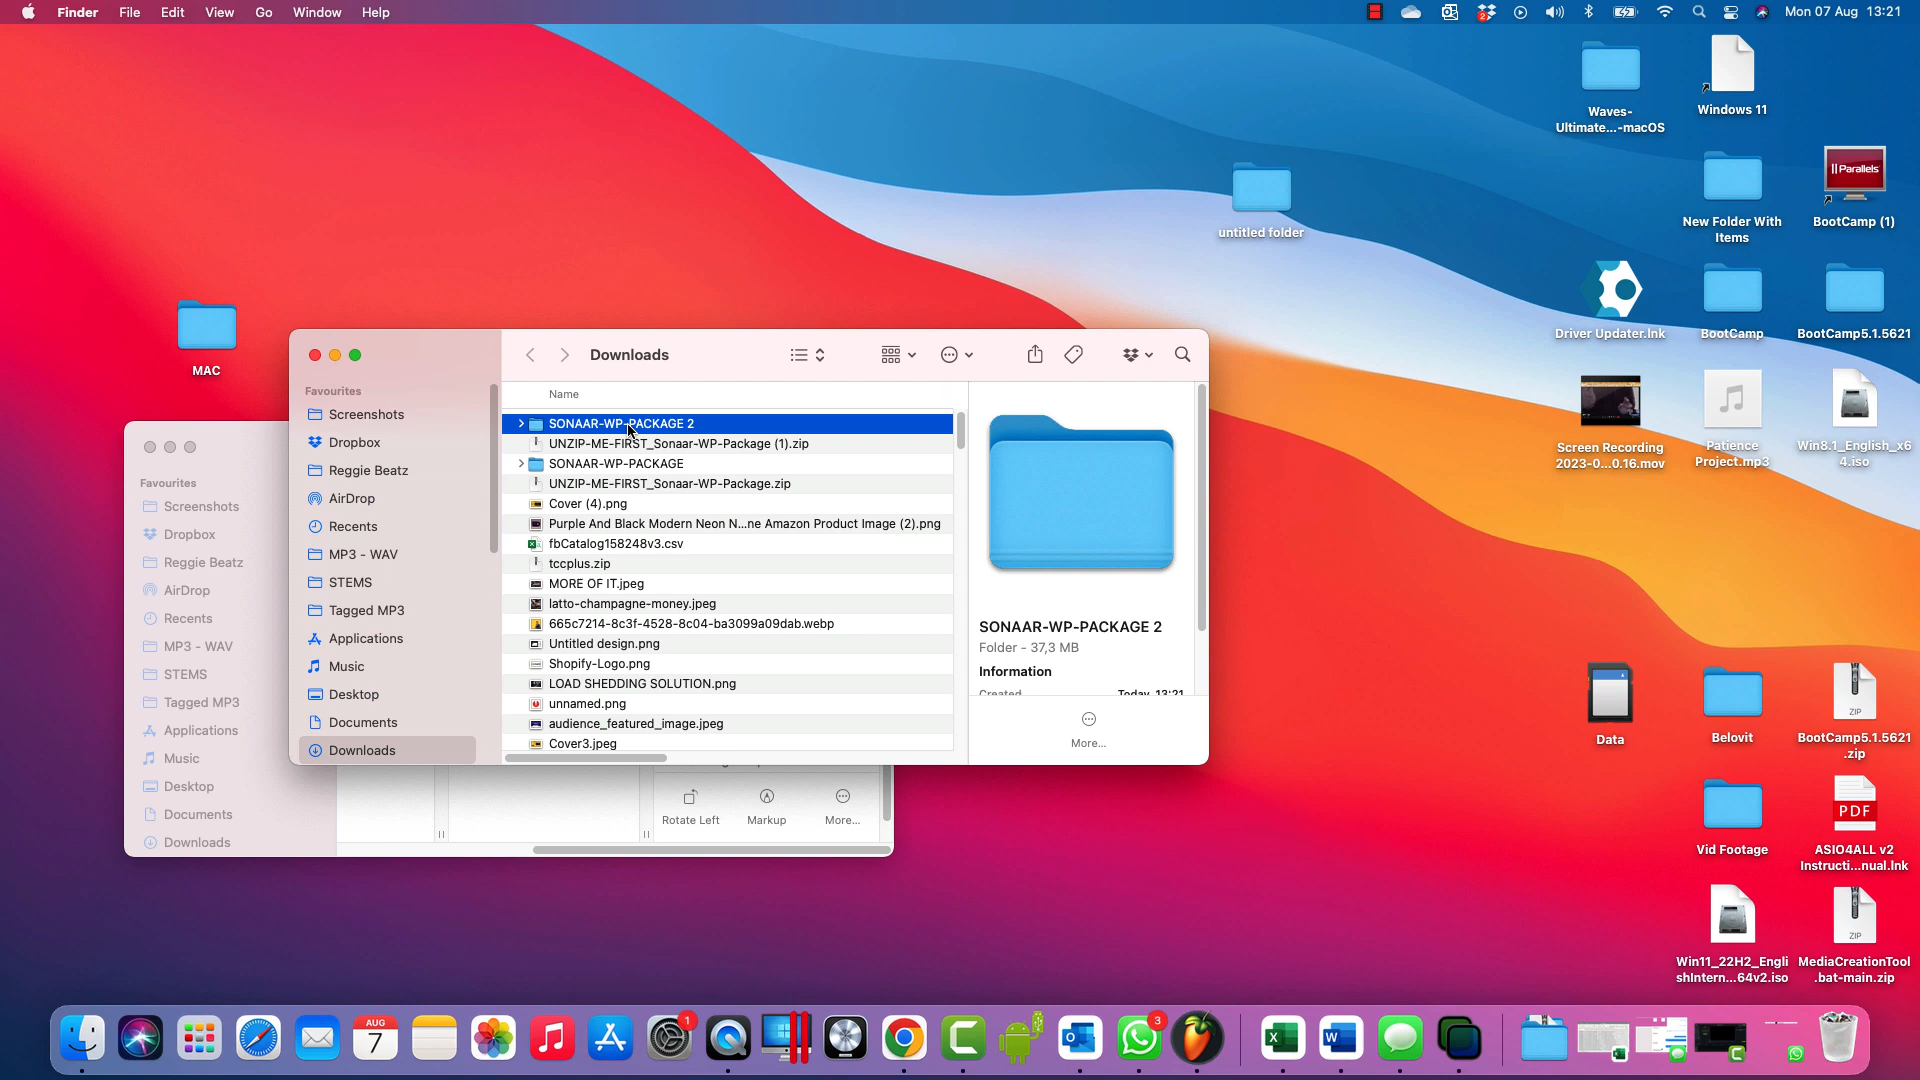 Finder File Edit View Go Window Help
2
Mon 07 Aug 13:21
Waves-
Ultimate...-macOS
Windows 11
New Folder With
Items
Parallels
BootCamp (1)
untitled folder
Driver Updater.lnk
BootCamp
BootCamp5.1.5621
MAC
Screen Recording
2023-0...0.16.mov
Patience
Project.mp3
Win8.1_English_x6
4.iso
Data
Belovit
ZIP
BootCamp5.1.5621
.zip
Vid Footage
PDF
ASIO4ALL v2
Instructi...nual.lnk
Win11_22H2_Engli
shIntern...64v2.iso
ZIP
MediaCreationTool
.bat-main.zip
Downloads
Favourites
Screenshots
Dropbox
Reggie Beatz
AirDrop
Recents
MP3 - WAV
STEMS
Tagged MP3
Applications
Music
Desktop
Documents
Downloads
Name
SONAAR-WP-PACKAGE 2
UNZIP-ME-FIRST_Sonaar-WP-Package (1).zip
SONAAR-WP-PACKAGE
UNZIP-ME-FIRST_Sonaar-WP-Package.zip
Cover (4).png
Purple And Black Modern Neon N...ne Amazon Product Image (2).png
fbCatalog158248v3.csv
tccplus.zip
MORE OF IT.jpeg
latto-champagne-money.jpeg
665c7214-8c3f-4528-8c04-ba3099a09dab.webp
Untitled design.png
Shopify-Logo.png
LOAD SHEDDING SOLUTION.png
unnamed.png
audience_featured_image.jpeg
Cover3.jpeg
SONAAR-WP-PACKAGE 2
Folder - 37,3 MB
Information
Created Today, 13:21
More...
Favourites
Screenshots
Dropbox
Reggie Beatz
AirDrop
Recents
MP3 - WAV
STEMS
Tagged MP3
Applications
Music
Desktop
Documents
Downloads
Rotate Left
Markup
More...
AUG
7
1
3